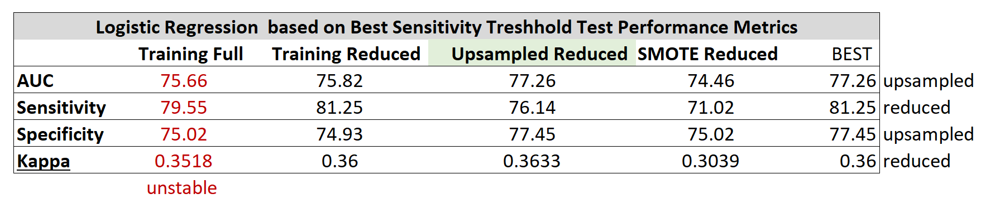 Logistic Regression  based on Best Sensitivity Treshhold Test Performance Metrics
Training Full Training Reduced Upsampled Reduced SMOTE Reduced BEST
AUC 75.66 75.82 77.26 74.46 77.26 upsampled
Sensitivity 79.55 81.25 76.14 71.02 81.25 reduced
Specificity 75.02 74.93 77.45 75.02 77.45 upsampled
Kappa 0.3518 0.36 0.3633 0.3039 0.36 reduced
unstable